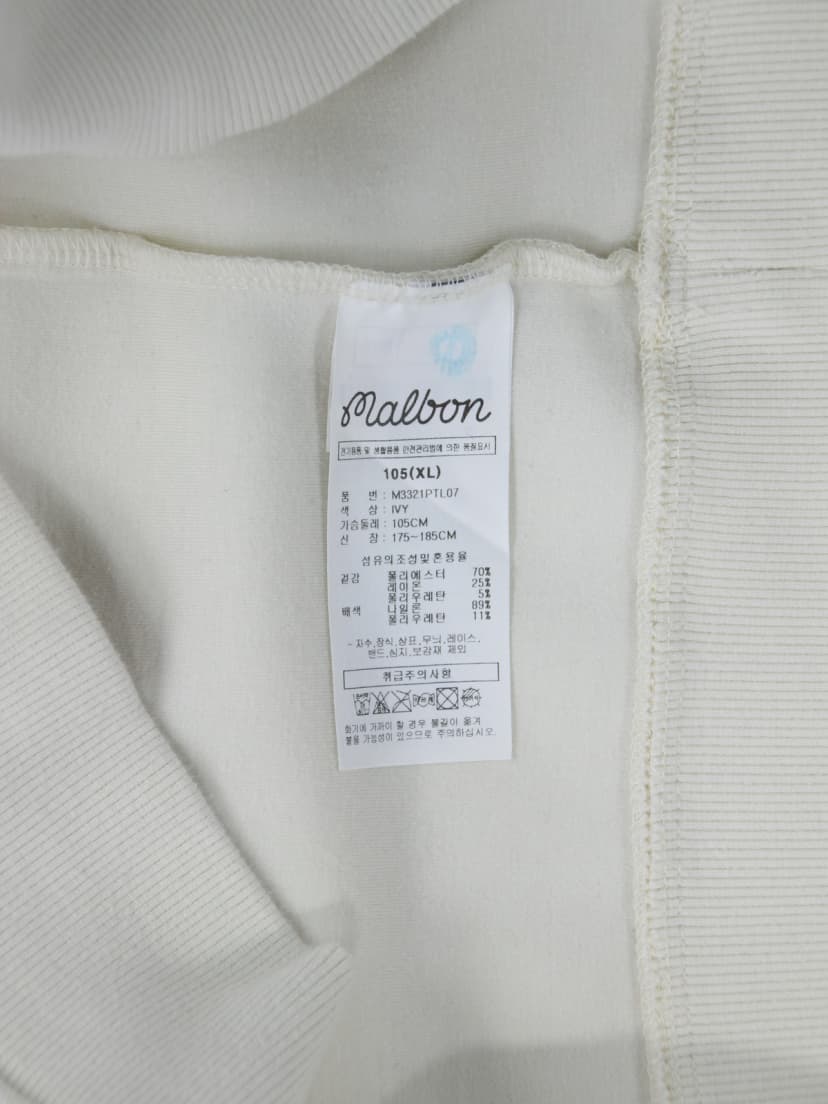 Malbon
전기용품 및 생활용품 안전관리법에 의한 품질표시
105(XL)
품 번 : M3321PTL07
색 상 : IVY
가슴둘레 : 105CM
신 장 : 175~185CM
섬유의 조성및혼용율
겉감 폴리에스터 70%
레이온 25%
폴리우레탄 5%
배색 나일론 89%
폴리우레탄 11%
- 자수,장식,상표,무늬,레이스,
밴드,심지,보강재 제외
취급주의사항
화기에 가까이 할 경우 불길이 옮겨
붙을 가능성이 있으므로 주의하십시오.